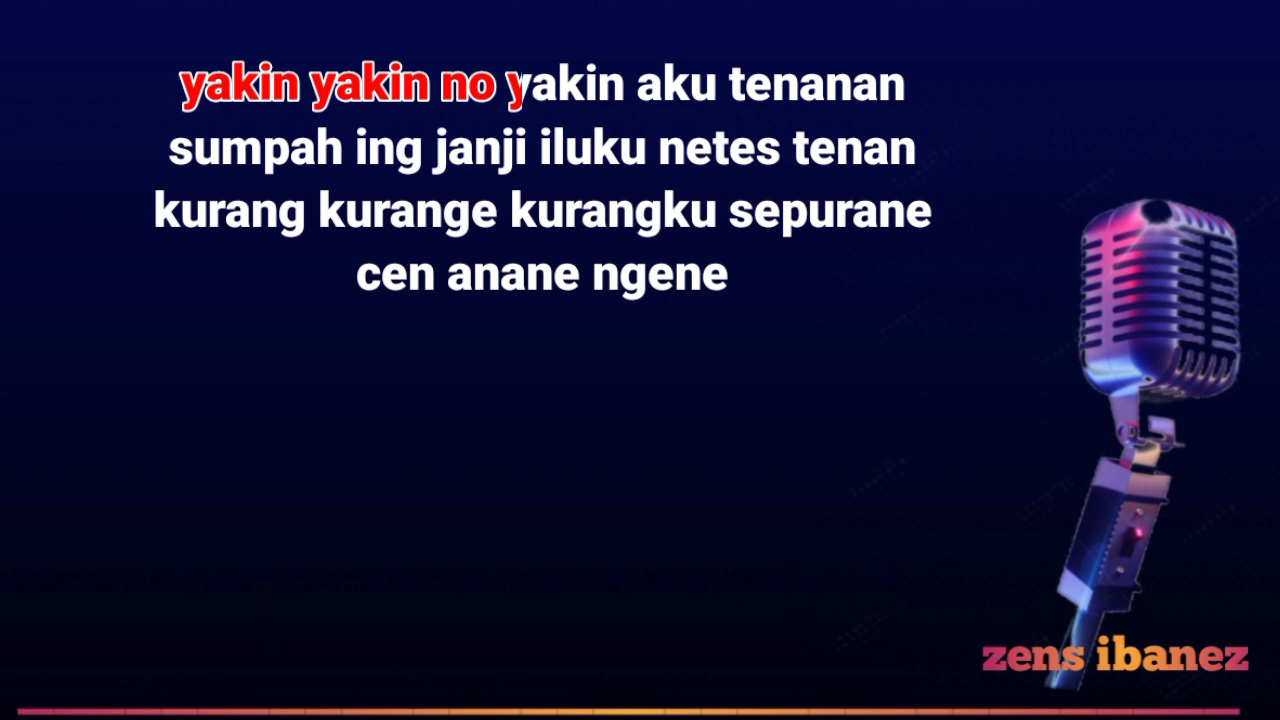 yakin yakin no yakin aku tenanan
sumpah ing janji iluku netes tenan
kurang kurange kurangku sepurane
cen anane ngene
zens ibanez